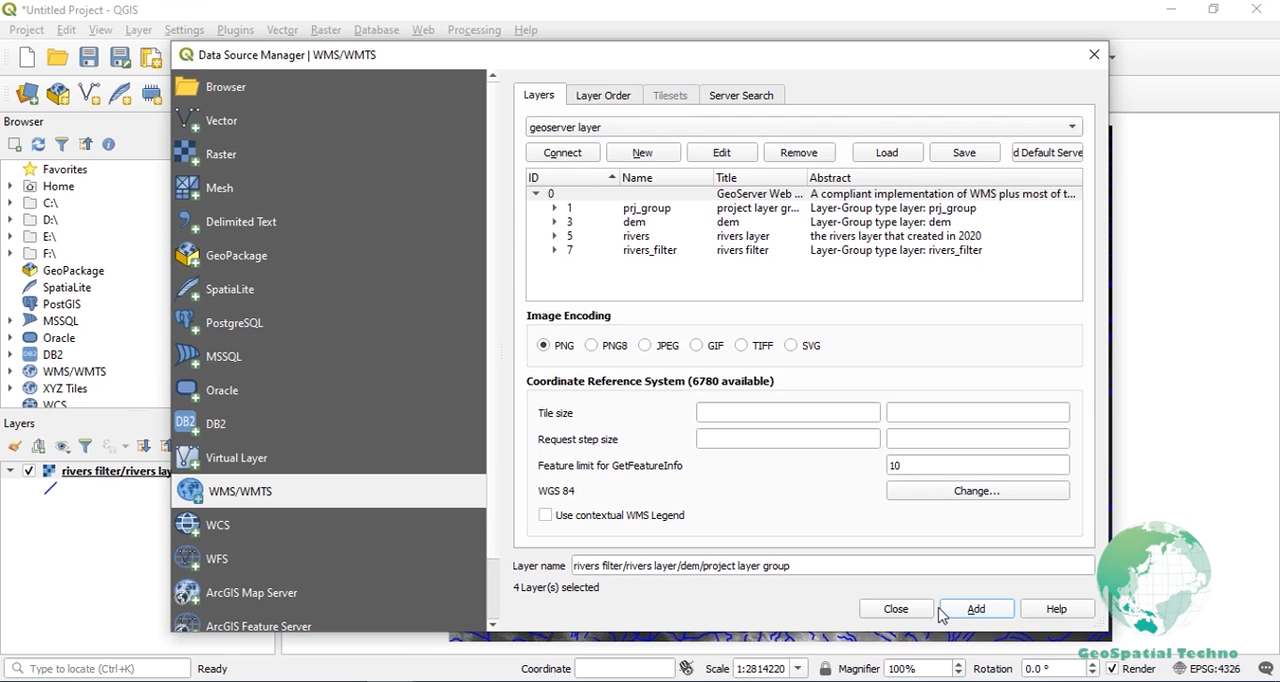 *Untitled Project - QGIS
Project Edit View Layer Settings Plugins Vector Raster Database Web Processing Help
Data Source Manager | WMS/WMTS
Browser
Favorites
Home
C:\
D:\
E:\
F:\
GeoPackage
SpatiaLite
PostGIS
MSSQL
Oracle
DB2
WMS/WMTS
XYZ Tiles
WCS
Layers
rivers filter/rivers lay
Browser
Vector
Raster
Mesh
Delimited Text
GeoPackage
SpatiaLite
PostgreSQL
MSSQL
Oracle
DB2
DB2
Virtual Layer
WMS/WMTS
WCS
WFS
ArcGIS Map Server
ArcGIS Feature Server
Layers Layer Order Tilesets Server Search
geoserver layer
Connect New Edit Remove Load Save d Default Serve
ID Name Title Abstract
0 GeoServer Web ... A compliant implementation of WMS plus most of t...
1 prj_group project layer gr... Layer-Group type layer: prj_group
3 dem dem Layer-Group type layer: dem
5 rivers rivers layer the rivers layer that created in 2020
7 rivers_filter rivers filter Layer-Group type layer: rivers_filter
Image Encoding
PNG PNG8 JPEG GIF TIFF SVG
Coordinate Reference System (6780 available)
Tile size
Request step size
Feature limit for GetFeatureInfo 10
WGS 84 Change...
Use contextual WMS Legend
Layer name rivers filter/rivers layer/dem/project layer group
4 Layer(s) selected
Close Add Help
GeoSpatial Techno
Type to locate (Ctrl+K) Ready Coordinate Scale 1:2814220 Magnifier 100% Rotation 0.0 ° Render EPSG:4326